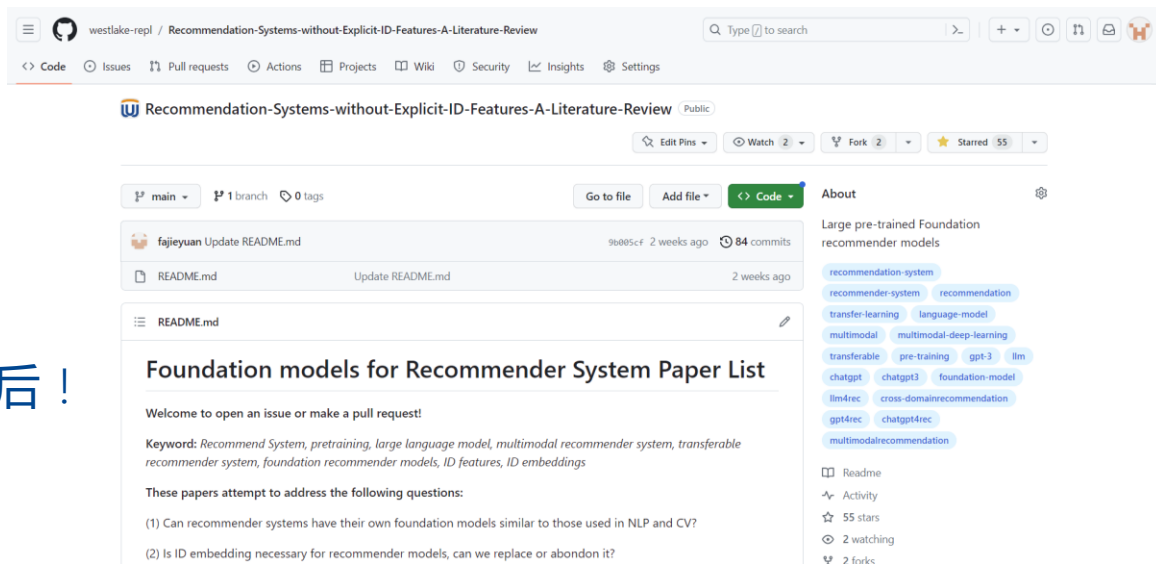 westlake-repl / Recommendation-Systems-without-Explicit-ID-Features-A-Literature-Review
Type / to search
Code Issues Pull requests Actions Projects Wiki Security Insights Settings
Recommendation-Systems-without-Explicit-ID-Features-A-Literature-Review Public
Edit Pins Watch 2 Fork 2 Starred 55
main 1 branch 0 tags Go to file Add file Code
fajieyuan Update README.md 9b005cf 2 weeks ago 84 commits
README.md Update README.md 2 weeks ago
README.md
后！
Foundation models for Recommender System Paper List
Welcome to open an issue or make a pull request!
Keyword: Recommend System, pretraining, large language model, multimodal recommender system, transferable
recommender system, foundation recommender models, ID features, ID embeddings
These papers attempt to address the following questions:
(1) Can recommender systems have their own foundation models similar to those used in NLP and CV?
(2) Is ID embedding necessary for recommender models, can we replace or abondon it?
About
Large pre-trained Foundation
recommender models
recommendation-system
recommender-system recommendation
transfer-learning language-model
multimodal multimodal-deep-learning
transferable pre-training gpt-3 llm
chatgpt chatgpt3 foundation-model
llm4rec cross-domainrecommendation
gpt4rec chatgpt4rec
multimodalrecommendation
Readme
Activity
55 stars
2 watching
2 forks